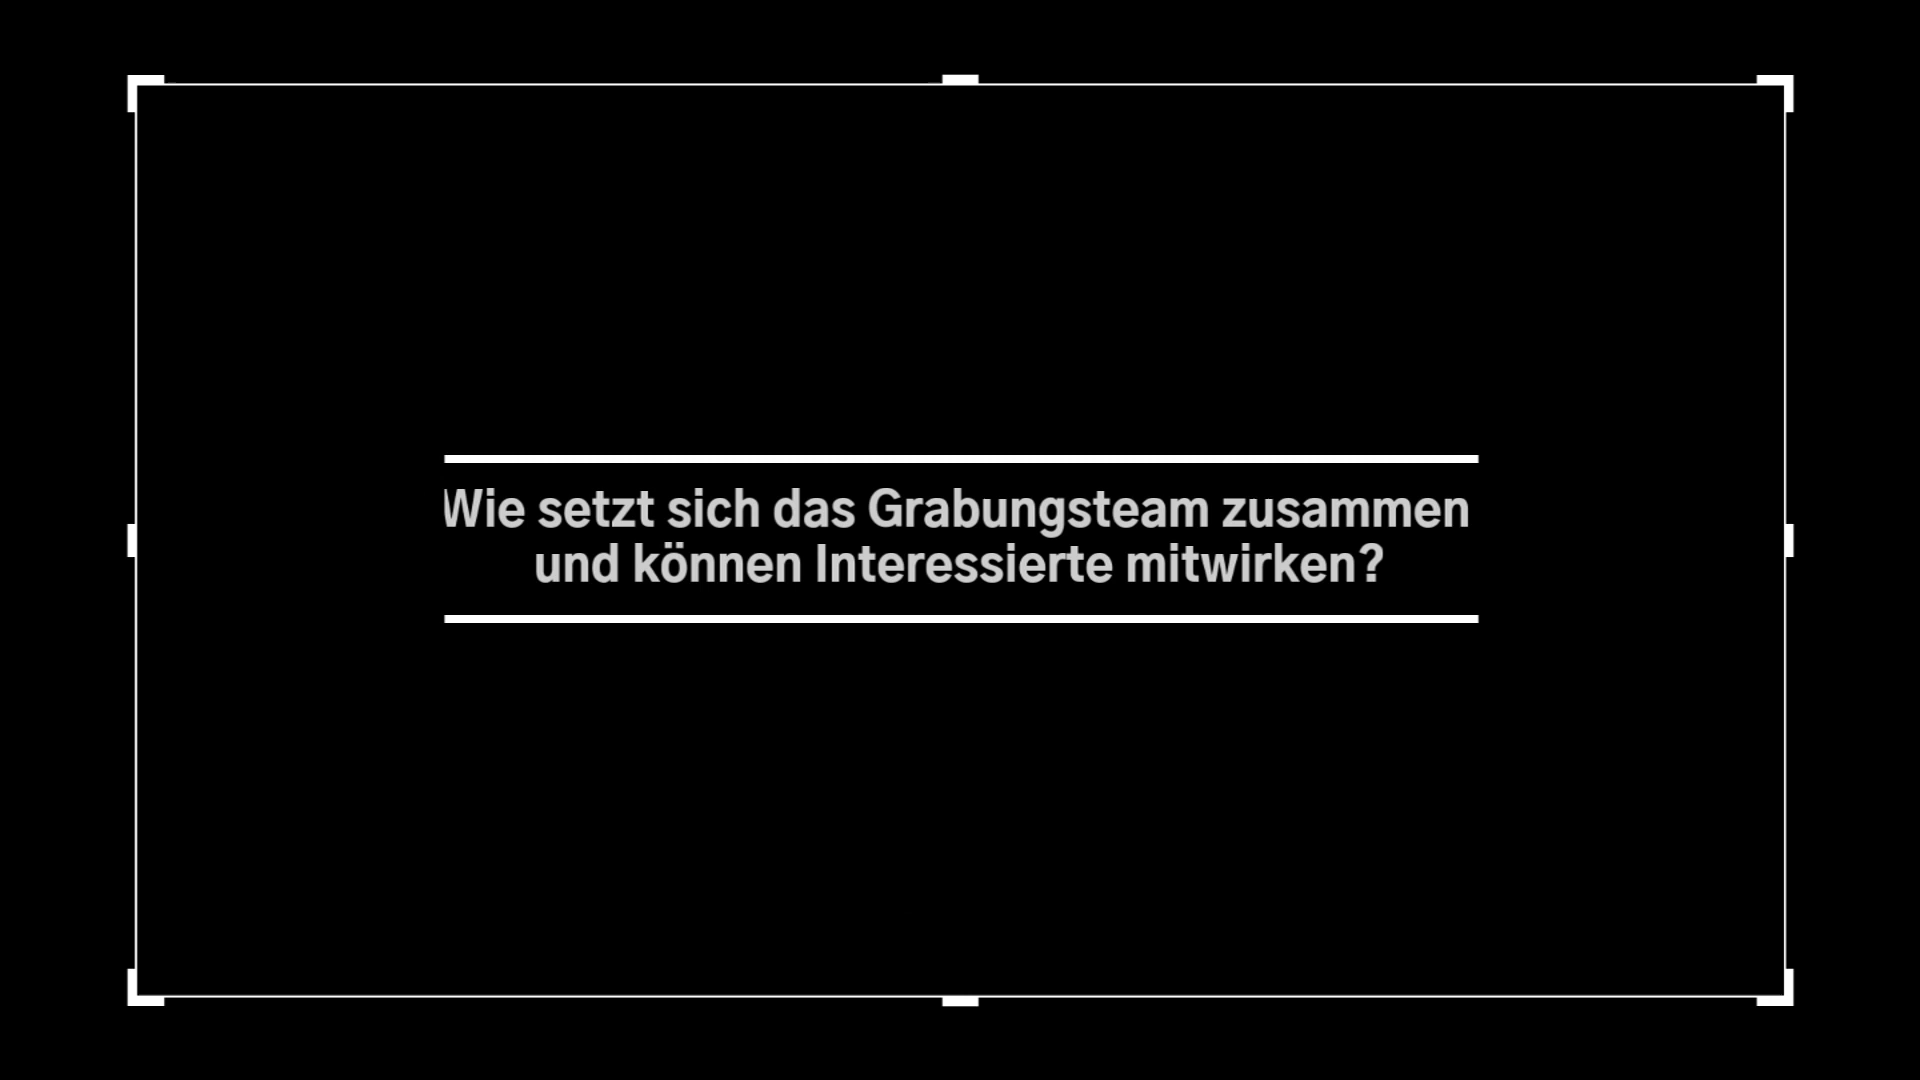 Wie setzt sich das Grabungsteam zusammen
und können Interessierte mitwirken?